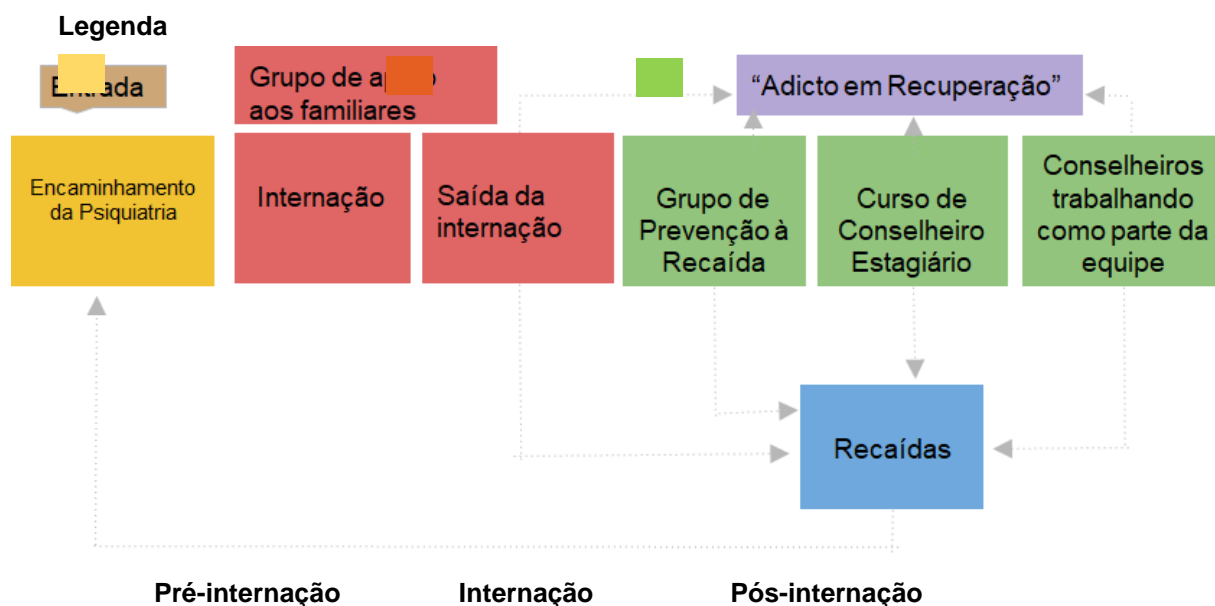 Legenda
Grupo de
aos familiares
“Adicto em Recuperação”
Encaminhamento
da Psiquiatria
Internação
Saída da
internação
Grupo de
Prevenção à
Recaída
Curso de
Conselheiro
Estagiário
Conselheiros
trabalhando
como parte da
equipe
Recaídas
Pré-internação Internação Pós-internação